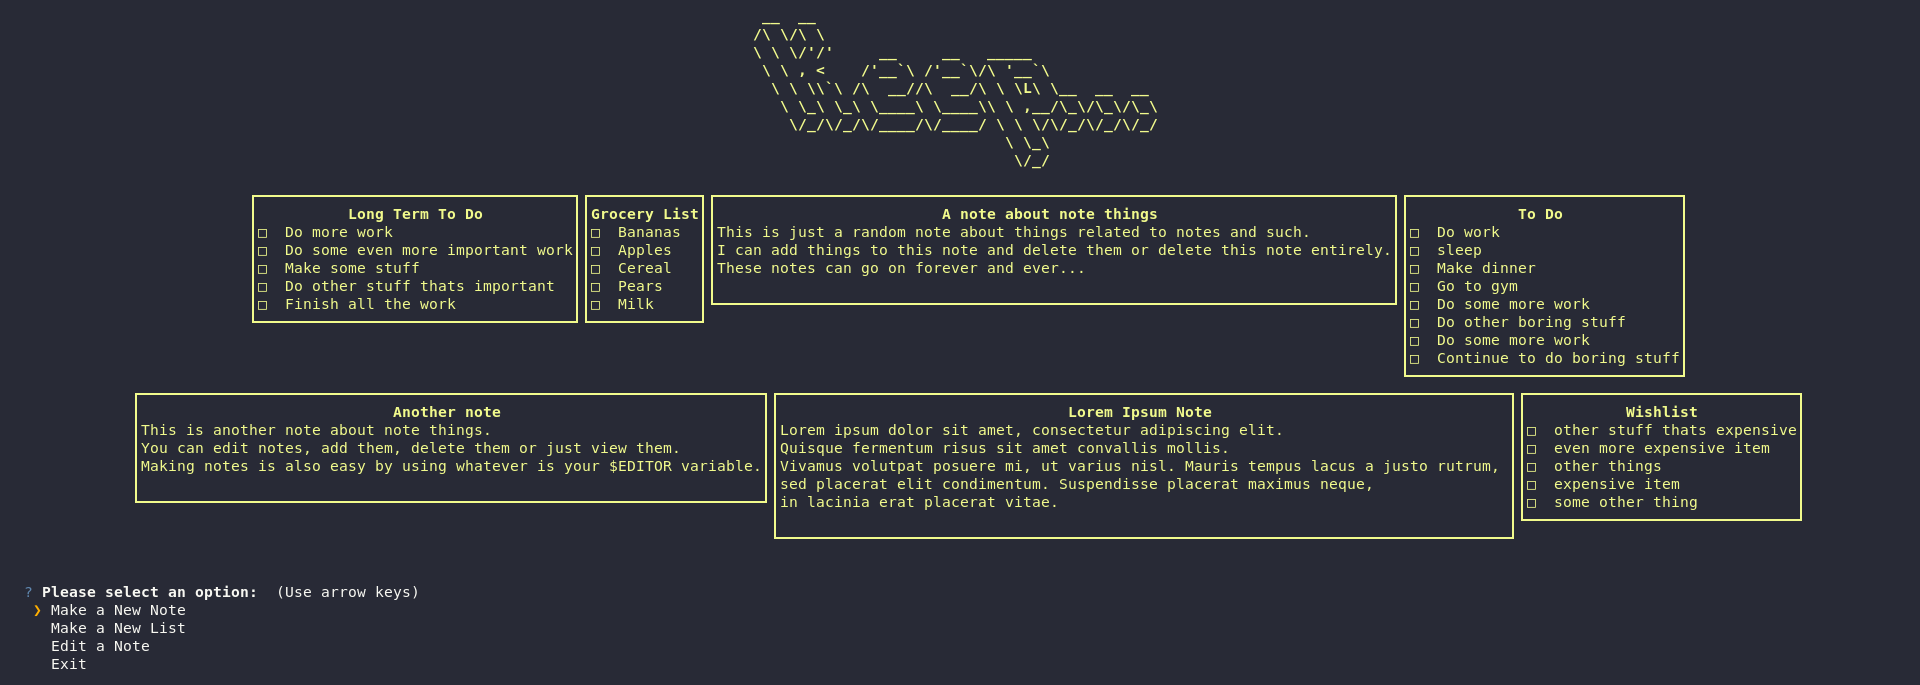 Keep...
Long Term To Do
□ Do more work
□ Do some even more important work
□ Make some stuff
□ Do other stuff thats important
□ Finish all the work
Grocery List
□ Bananas
□ Apples
□ Cereal
□ Pears
□ Milk
A note about note things
This is just a random note about things related to notes and such.
I can add things to this note and delete them or delete this note entirely.
These notes can go on forever and ever...
To Do
□ Do work
□ sleep
□ Make dinner
□ Go to gym
□ Do some more work
□ Do other boring stuff
□ Do some more work
□ Continue to do boring stuff
Another note
This is another note about note things.
You can edit notes, add them, delete them or just view them.
Making notes is also easy by using whatever is your $EDITOR variable.
Lorem Ipsum Note
Lorem ipsum dolor sit amet, consectetur adipiscing elit.
Quisque fermentum risus sit amet convallis mollis.
Vivamus volutpat posuere mi, ut varius nisl. Mauris tempus lacus a justo rutrum,
sed placerat elit condimentum. Suspendisse placerat maximus neque,
in lacinia erat placerat vitae.
Wishlist
□ other stuff thats expensive
□ even more expensive item
□ other things
□ expensive item
□ some other thing
? Please select an option: (Use arrow keys)
❯ Make a New Note
Make a New List
Edit a Note
Exit